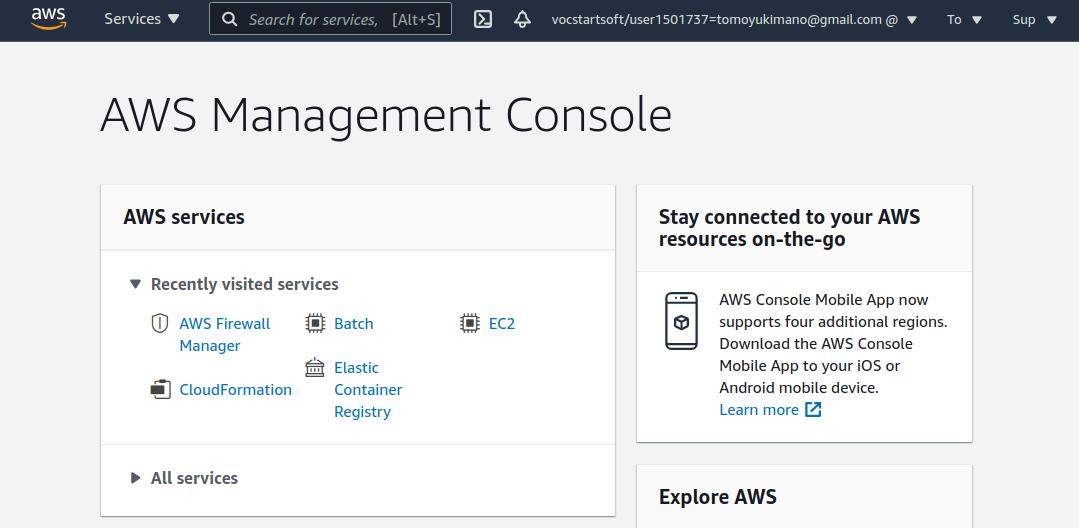 aws
Services
Search for services, [Alt+S]
vocstartsoft/user1501737=tomoyukimano@gmail.com @
To
Sup
AWS Management Console
AWS services
Recently visited services
AWS Firewall
Manager
Batch
EC2
CloudFormation
Elastic
Container
Registry
All services
Stay connected to your AWS
resources on-the-go
AWS Console Mobile App now
supports four additional regions.
Download the AWS Console
Mobile App to your iOS or
Android mobile device.
Learn more
Explore AWS